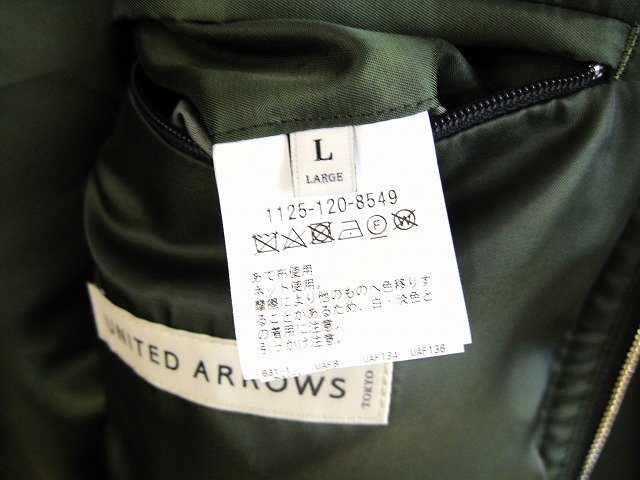 L
LARGE
1125-120-8549
あて布使用
ネット使用。
摩擦により他のものへ色移りす
ることがあるため、白・淡色と
の着用に注意。
引っかけ注意。
UAF8 UAF134 UAF136
UNITED ARROWS
TOKYO